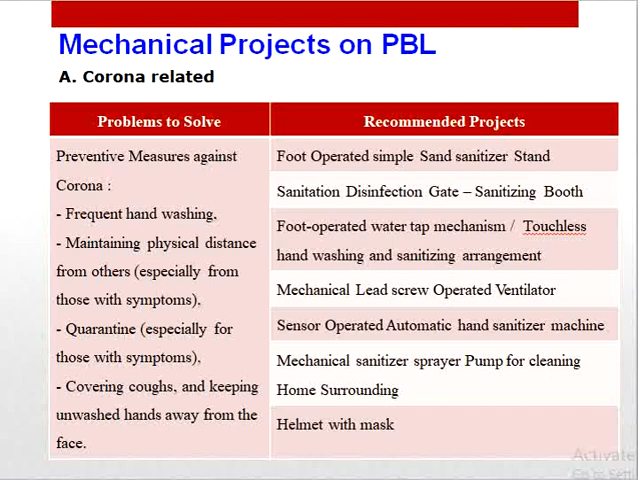 Mechanical Projects on PBL
A. Corona related
Problems to Solve
Recommended Projects
Preventive Measures against
Corona :
- Frequent hand washing,
- Maintaining physical distance
from others (especially from
those with symptoms),
- Quarantine (especially for
those with symptoms),
- Covering coughs, and keeping
unwashed hands away from the
face.
Foot Operated simple Sand sanitizer Stand
Sanitation Disinfection Gate – Sanitizing Booth
Foot-operated water tap mechanism / Touchless
hand washing and sanitizing arrangement
Mechanical Lead screw Operated Ventilator
Sensor Operated Automatic hand sanitizer machine
Mechanical sanitizer sprayer Pump for cleaning
Home Surrounding
Helmet with mask
Activate
Go to Setti